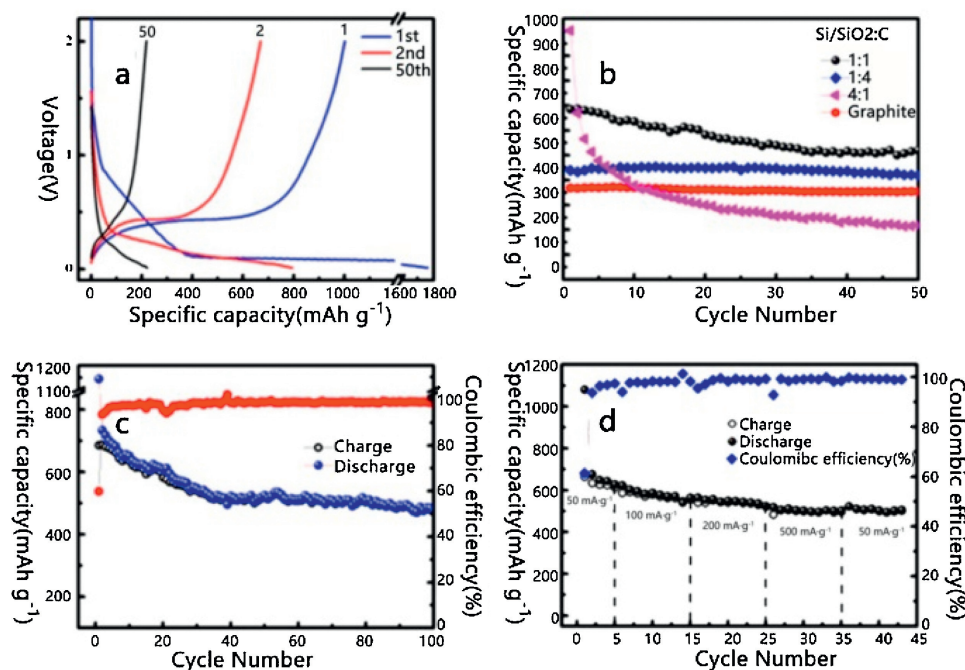 a
50
2
1
1st
2nd
50th
Voltage(V)
2
1
0
0 200 400 600 800 1000 1600 1800
Specific capacity(mAh g⁻¹)
b
Si/SiO2:C
1:1
1:4
4:1
Graphite
Specific capacity(mAh g⁻¹)
1000
900
800
700
600
500
400
300
200
100
0
0 10 20 30 40 50
Cycle Number
c
Charge
Discharge
Specific capacity(mAh g⁻¹)
1200
1100
800
600
400
200
Coulombic efficiency(%)
100
80
60
40
20
0
0 20 40 60 80 100
Cycle Number
d
Charge
Discharge
Coulombc efficiency(%)
50 mA·g⁻¹
100 mA·g⁻¹
200 mA·g⁻¹
500 mA·g⁻¹
50 mA·g⁻¹
Specific capacity(mAh g⁻¹)
1200
1000
800
600
400
200
0
Coulombic efficiency(%)
100
80
60
40
20
0
0 5 10 15 20 25 30 35 40 45
Cycle Number